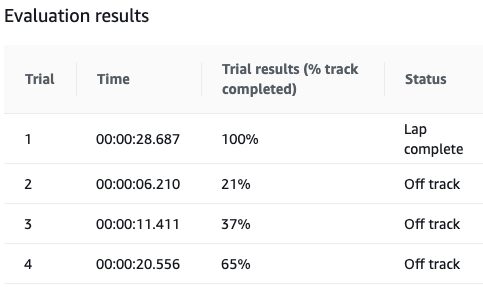 Evaluation results
Trial Time Trial results (% track completed) Status
1 00:00:28.687 100% Lap complete
2 00:00:06.210 21% Off track
3 00:00:11.411 37% Off track
4 00:00:20.556 65% Off track